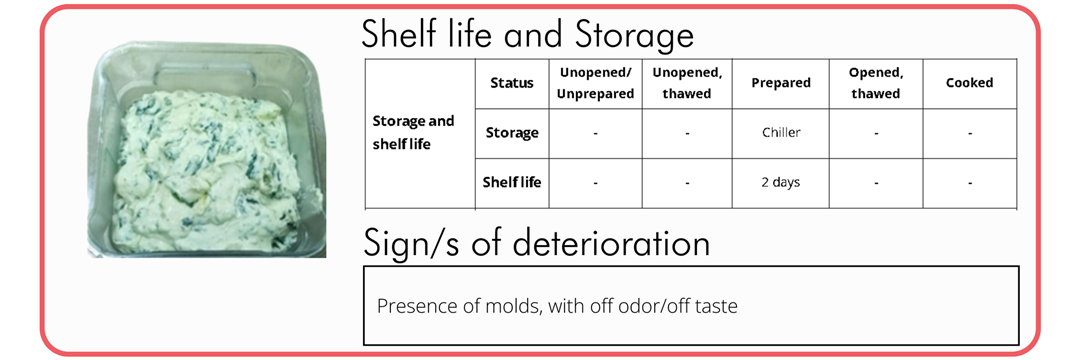 Shelf life and Storage
Storage and
shelf life
Status
Unopened/
Unprepared
Unopened,
thawed
Prepared
Opened,
thawed
Cooked
Storage
-
-
Chiller
-
-
Shelf life
-
-
2 days
-
-
Sign/s of deterioration
Presence of molds, with off odor/off taste